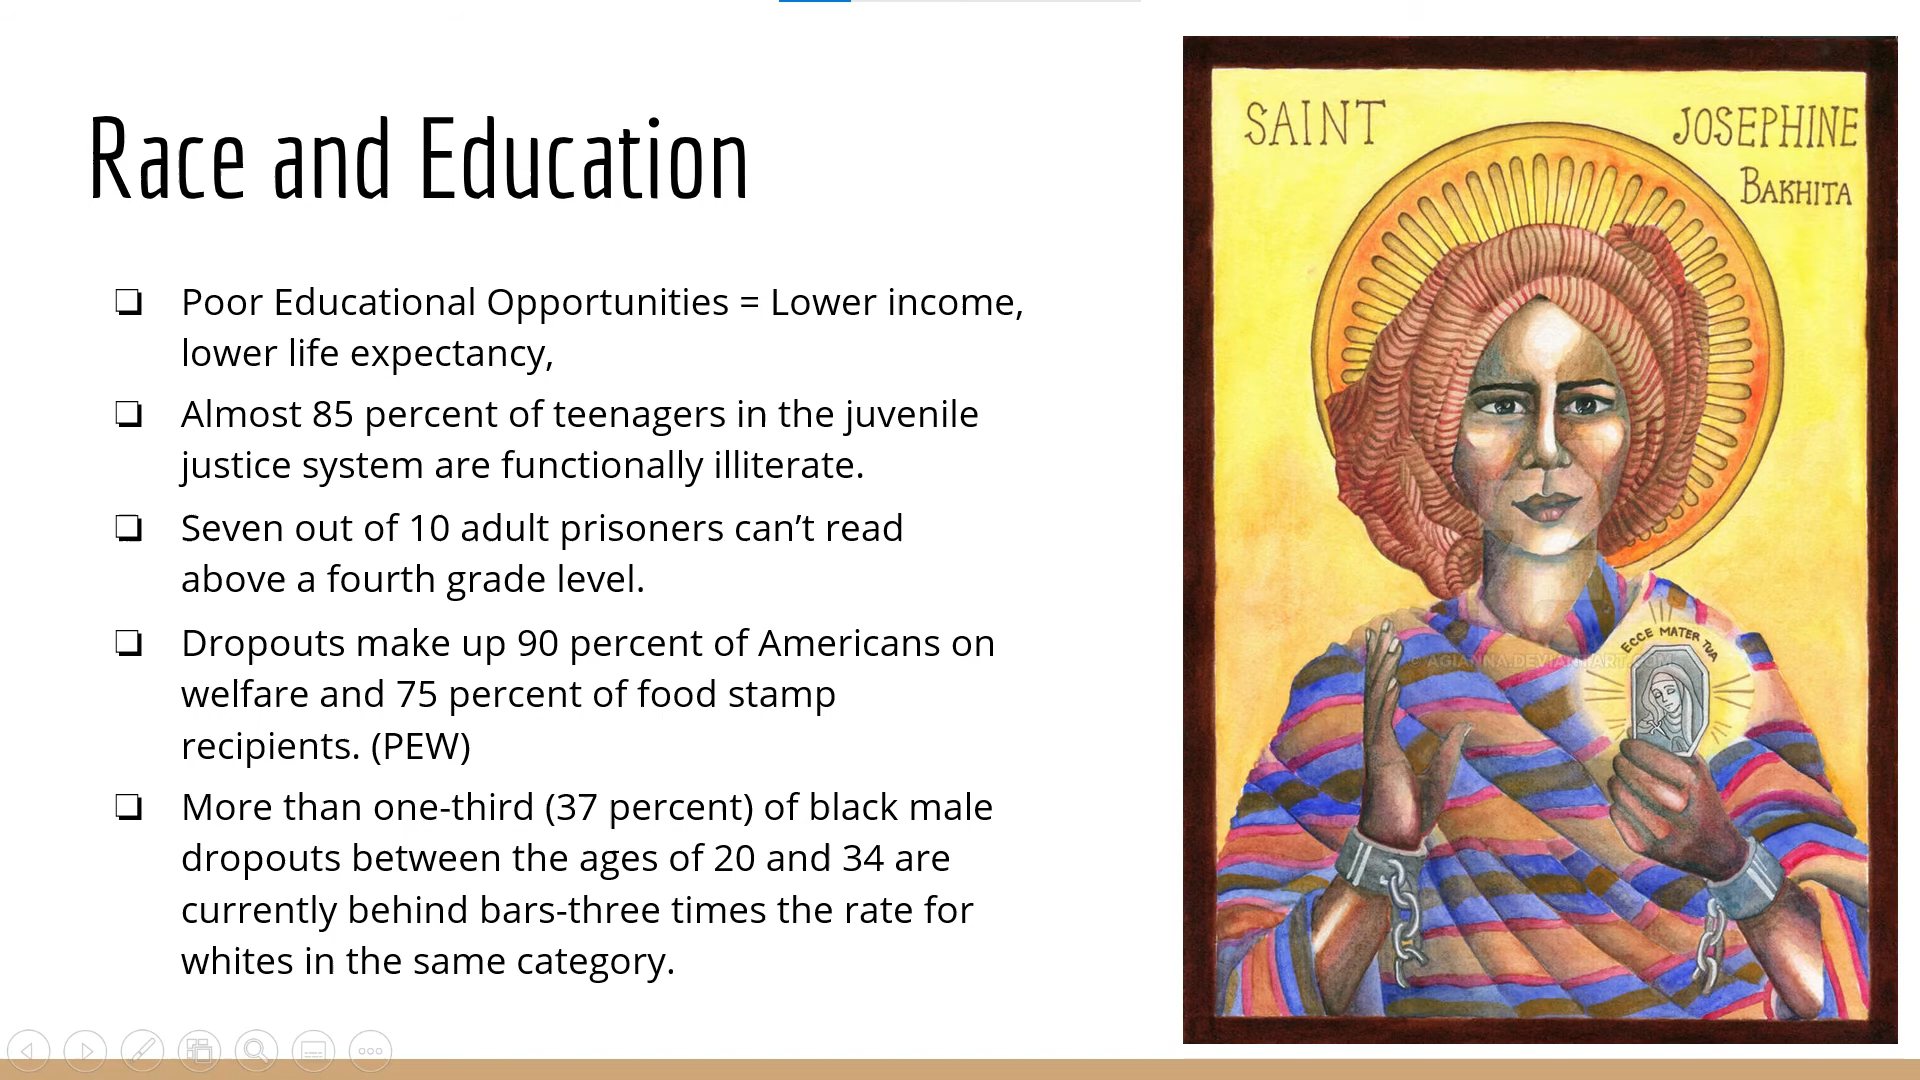 Race and Education
❏ Poor Educational Opportunities = Lower income,
lower life expectancy,
❏ Almost 85 percent of teenagers in the juvenile
justice system are functionally illiterate.
❏ Seven out of 10 adult prisoners can’t read
above a fourth grade level.
❏ Dropouts make up 90 percent of Americans on
welfare and 75 percent of food stamp
recipients. (PEW)
❏ More than one-third (37 percent) of black male
dropouts between the ages of 20 and 34 are
currently behind bars-three times the rate for
whites in the same category.
SAINT JOSEPHINE
BAKHITA
ECCE MATER TUA
© AGIANNA.DEVIANTART.COM